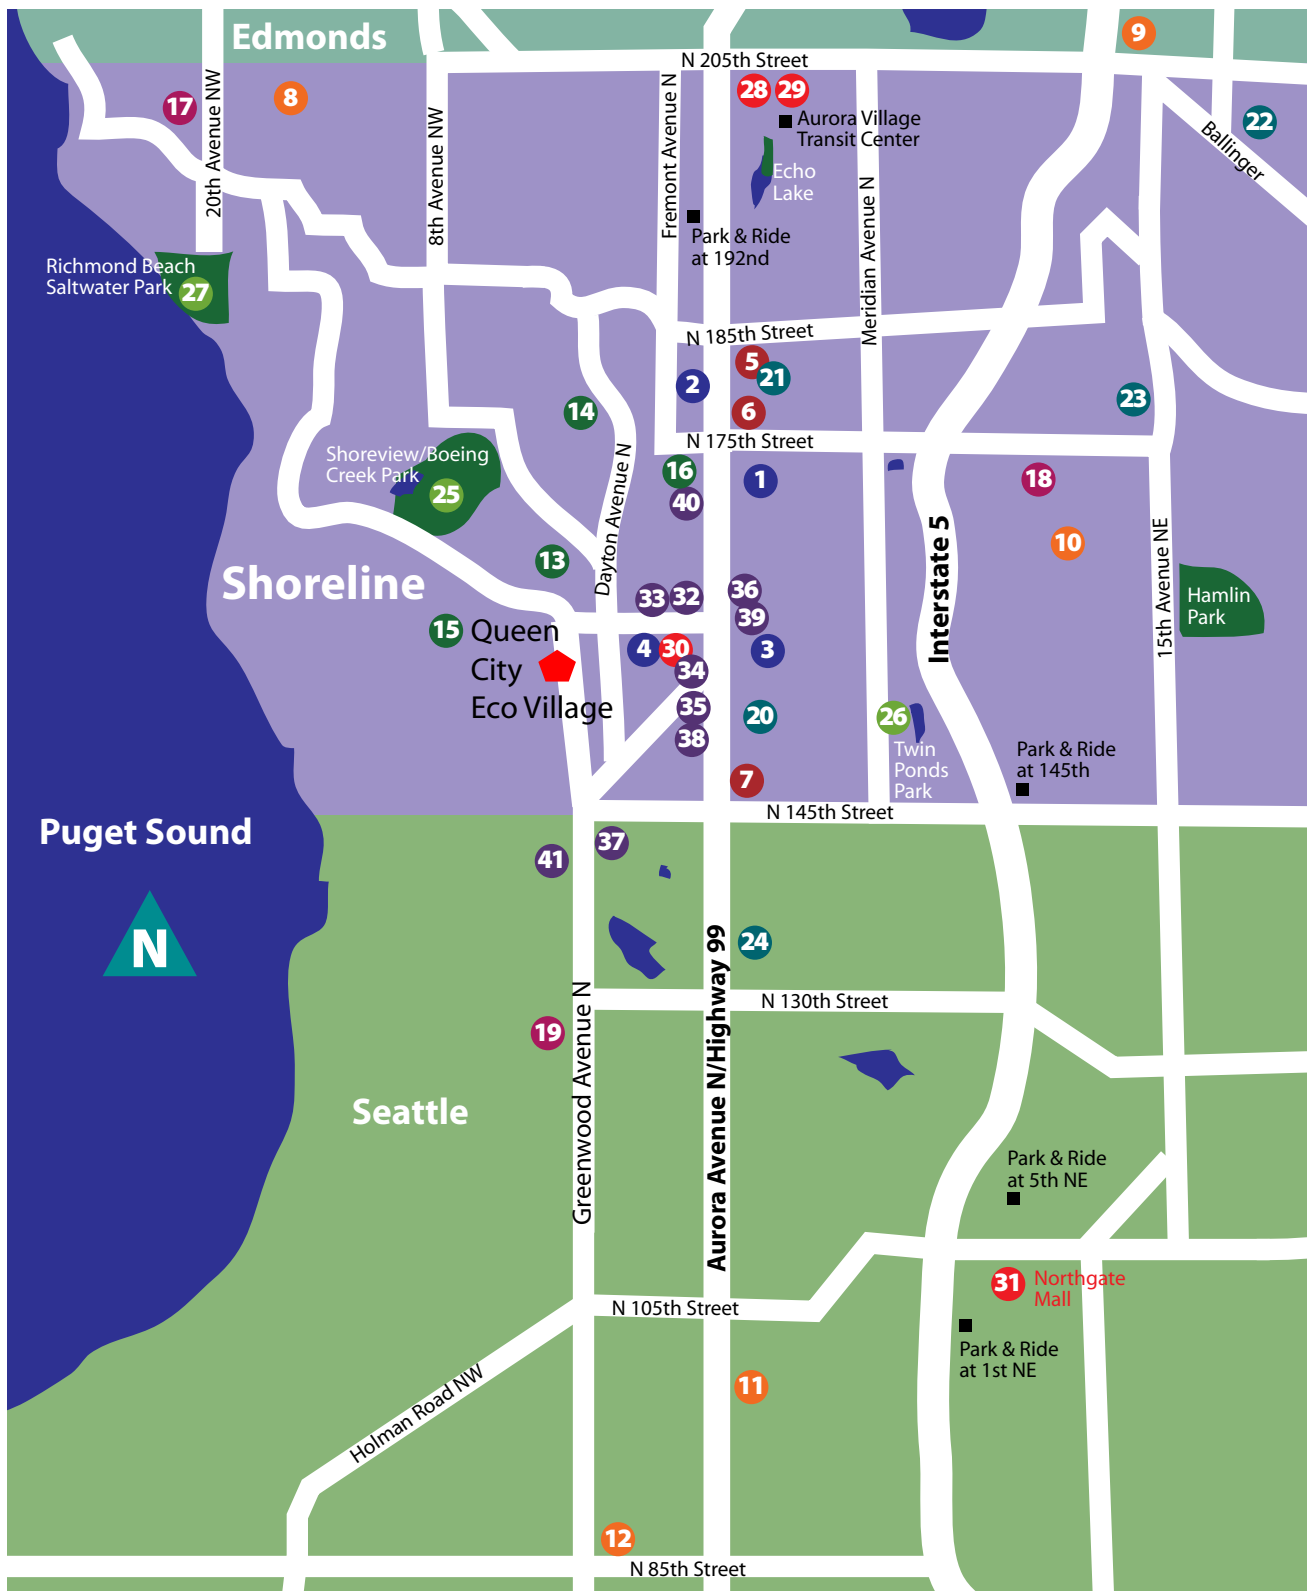 Edmonds
9
N 205th Street
17
8
20th Avenue NW
8th Avenue NW
Fremont Avenue N
28
29
Aurora Village
Transit Center
22
Ballinger
Echo
Lake
Meridian Avenue N
Park & Ride
at 192nd
Richmond Beach
Saltwater Park
27
N 185th Street
5
21
2
6
14
23
N 175th Street
Shoreview/Boeing
Creek Park
25
16
1
18
40
Dayton Avenue N
Interstate 5
10
15th Avenue NE
13
Shoreline
33
32
36
39
Hamlin
Park
15
Queen
City
Eco Village
4
30
3
34
35
20
26
38
Twin
Ponds
Park
Park & Ride
at 145th
7
N 145th Street
Puget Sound
37
41
N
24
Aurora Avenue N/Highway 99
N 130th Street
Greenwood Avenue N
19
Seattle
Park & Ride
at 5th NE
31
Northgate
Mall
N 105th Street
Park & Ride
at 1st NE
Holman Road NW
11
12
N 85th Street